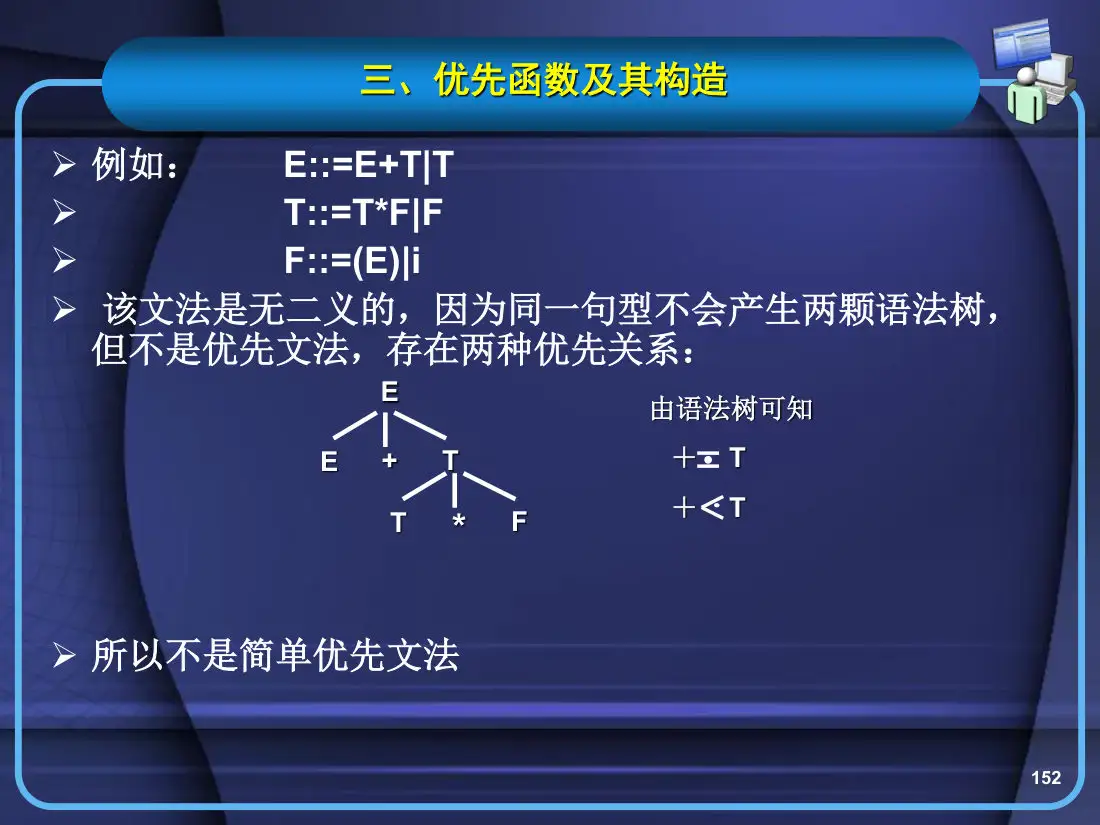 三、优先函数及其构造
例如： E::=E+T|T
T::=T*F|F
F::=(E)|i
该文法是无二义的，因为同一句型不会产生两颗语法树，
但不是优先文法，存在两种优先关系：
E
由语法树可知
E + T
＋≐ T
T * F
＋⋖ T
所以不是简单优先文法
152